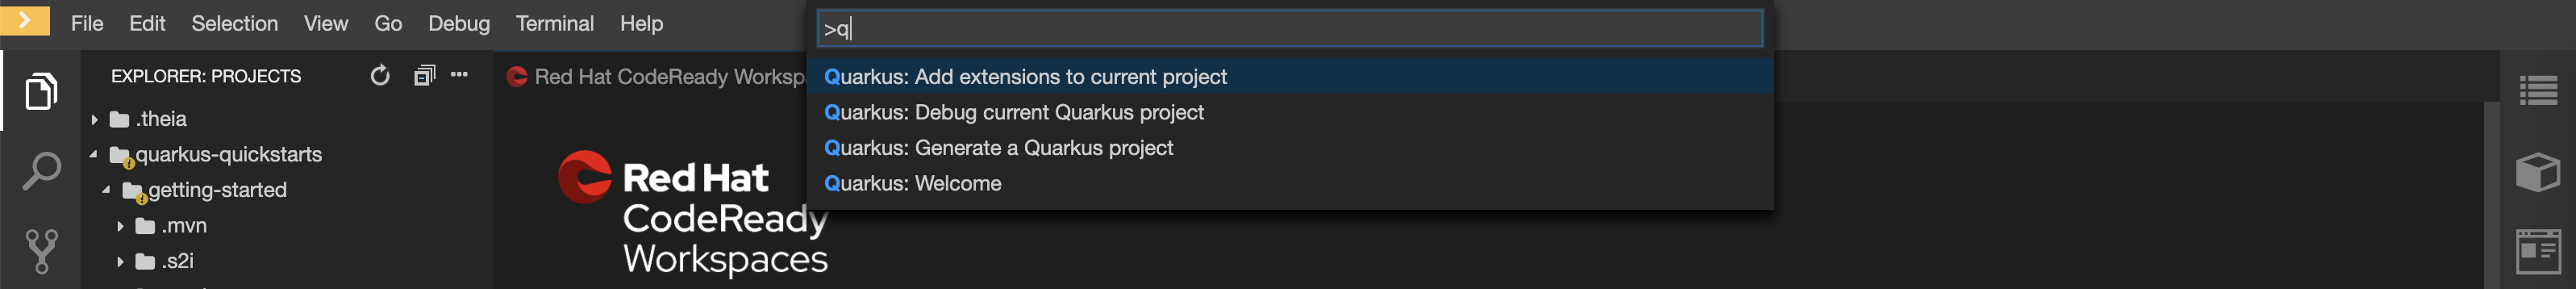 File Edit Selection View Go Debug Terminal Help
>q
EXPLORER: PROJECTS
Red Hat CodeReady Worksp
Quarkus: Add extensions to current project
Quarkus: Debug current Quarkus project
Quarkus: Generate a Quarkus project
Quarkus: Welcome
.theia
quarkus-quickstarts
getting-started
.mvn
.s2i
Red Hat
CodeReady
Workspaces